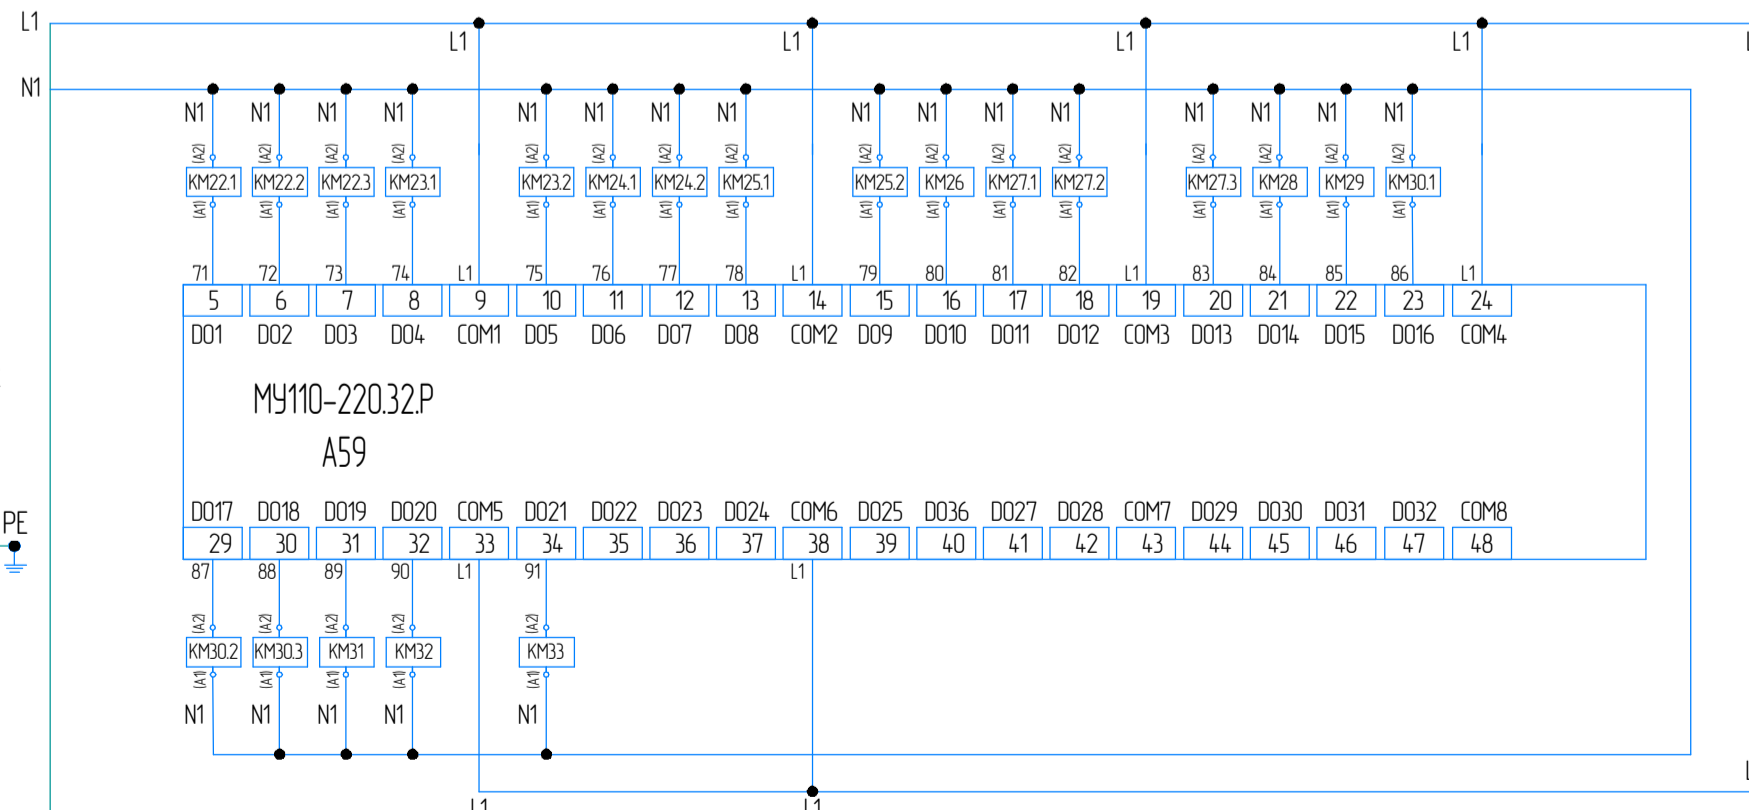 L1
L1 L1 L1 L1
N1
N1 N1 N1 N1 N1 N1 N1 N1 N1 N1 N1 N1 N1 N1 N1 N1
(A2) (A2) (A2) (A2) (A2) (A2) (A2) (A2) (A2) (A2) (A2) (A2) (A2) (A2) (A2) (A2)
KM22.1 KM22.2 KM22.3 KM23.1 KM23.2 KM24.1 KM24.2 KM25.1 KM25.2 KM26 KM27.1 KM27.2 KM27.3 KM28 KM29 KM30.1
(A1) (A1) (A1) (A1) (A1) (A1) (A1) (A1) (A1) (A1) (A1) (A1) (A1) (A1) (A1) (A1)
71 72 73 74 L1 75 76 77 78 L1 79 80 81 82 L1 83 84 85 86 L1
5 6 7 8 9 10 11 12 13 14 15 16 17 18 19 20 21 22 23 24
DO1 DO2 DO3 DO4 COM1 DO5 DO6 DO7 DO8 COM2 DO9 DO10 DO11 DO12 COM3 DO13 DO14 DO15 DO16 COM4
МУ110-220.32.Р
A59
DO17 DO18 DO19 DO20 COM5 DO21 DO22 DO23 DO24 COM6 DO25 DO36 DO27 DO28 COM7 DO29 DO30 DO31 DO32 COM8
PE
29 30 31 32 33 34 35 36 37 38 39 40 41 42 43 44 45 46 47 48
87 88 89 90 L1 91 L1
(A2) (A2) (A2) (A2) (A2)
KM30.2 KM30.3 KM31 KM32 KM33
(A1) (A1) (A1) (A1) (A1)
N1 N1 N1 N1 N1
L1 L1